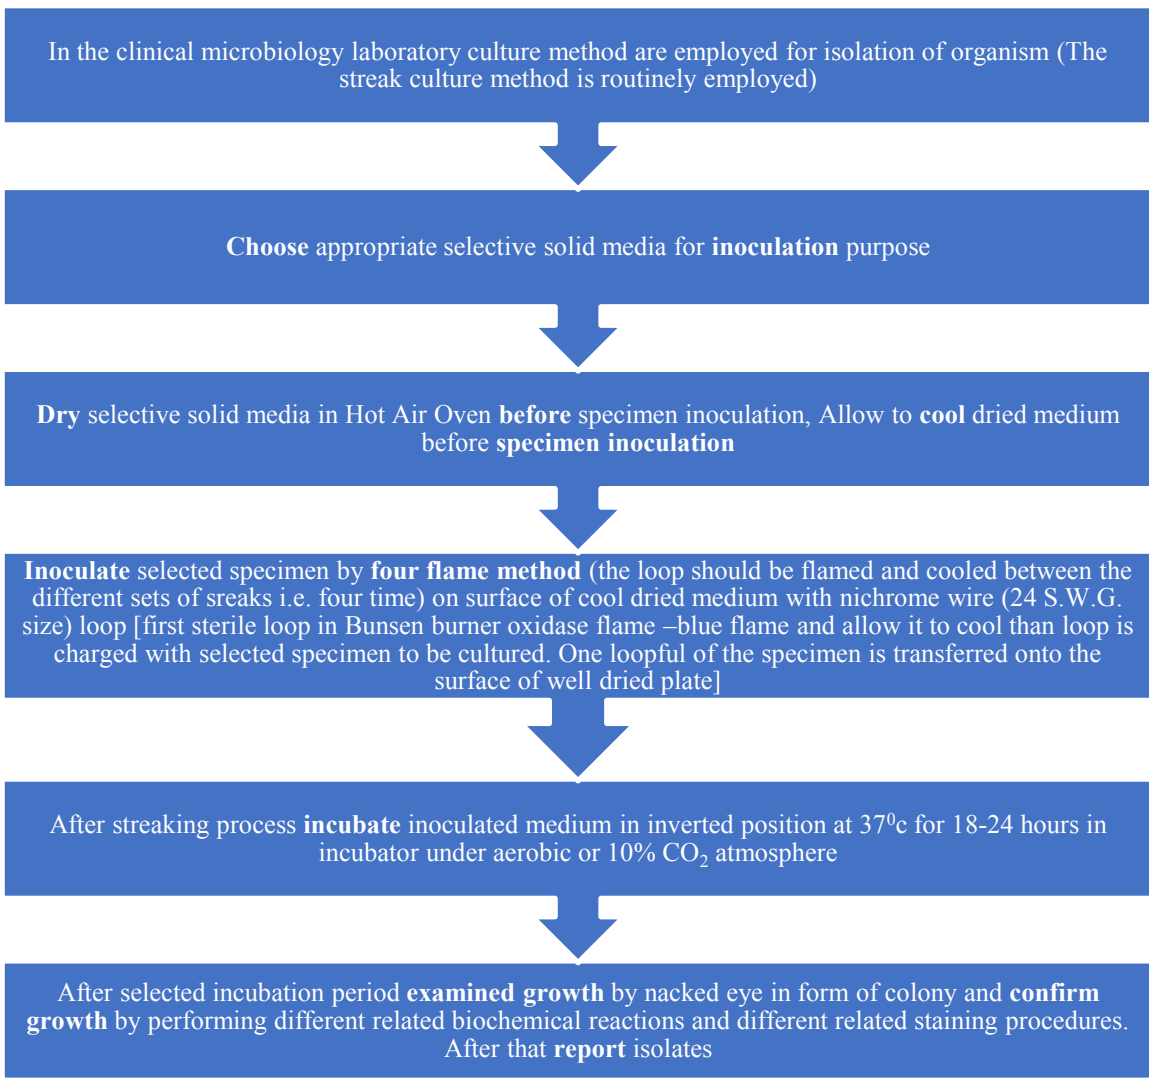 In the clinical microbiology laboratory culture method are employed for isolation of organism (The
streak culture method is routinely employed)
Choose appropriate selective solid media for inoculation purpose
Dry selective solid media in Hot Air Oven before specimen inoculation, Allow to cool dried medium
before specimen inoculation
Inoculate selected specimen by four flame method (the loop should be flamed and cooled between the
different sets of sreaks i.e. four time) on surface of cool dried medium with nichrome wire (24 S.W.G.
size) loop [first sterile loop in Bunsen burner oxidase flame –blue flame and allow it to cool than loop is
charged with selected specimen to be cultured. One loopful of the specimen is transferred onto the
surface of well dried plate]
After streaking process incubate inoculated medium in inverted position at 37⁰c for 18-24 hours in
incubator under aerobic or 10% CO₂ atmosphere
After selected incubation period examined growth by nacked eye in form of colony and confirm
growth by performing different related biochemical reactions and different related staining procedures.
After that report isolates